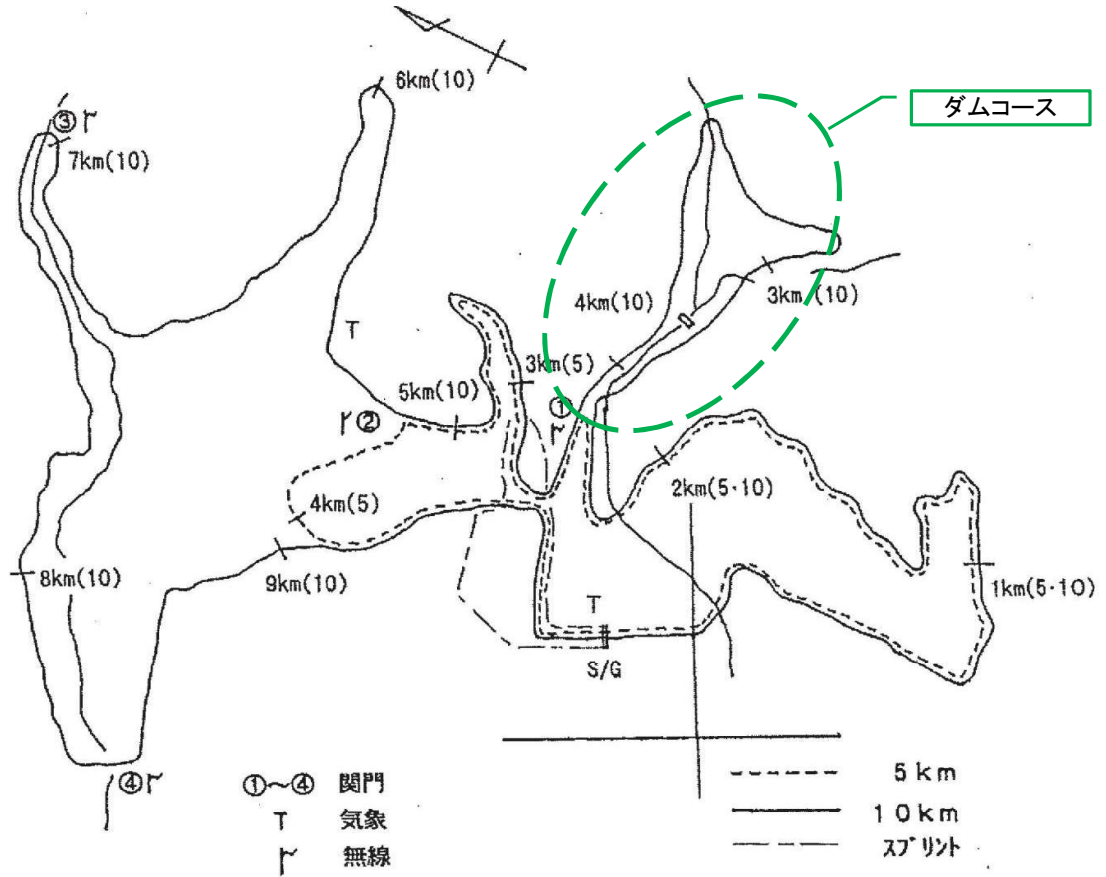 6km(10)
ダムコース
③
7km(10)
4km(10)
3km(10)
T
3km(5)
5km(10)
①
②
2km(5·10)
4km(5)
8km(10)
9km(10)
1km(5·10)
T
S/G
④
①～④ 関門
T 気象
無線
5km
10km
スプリント